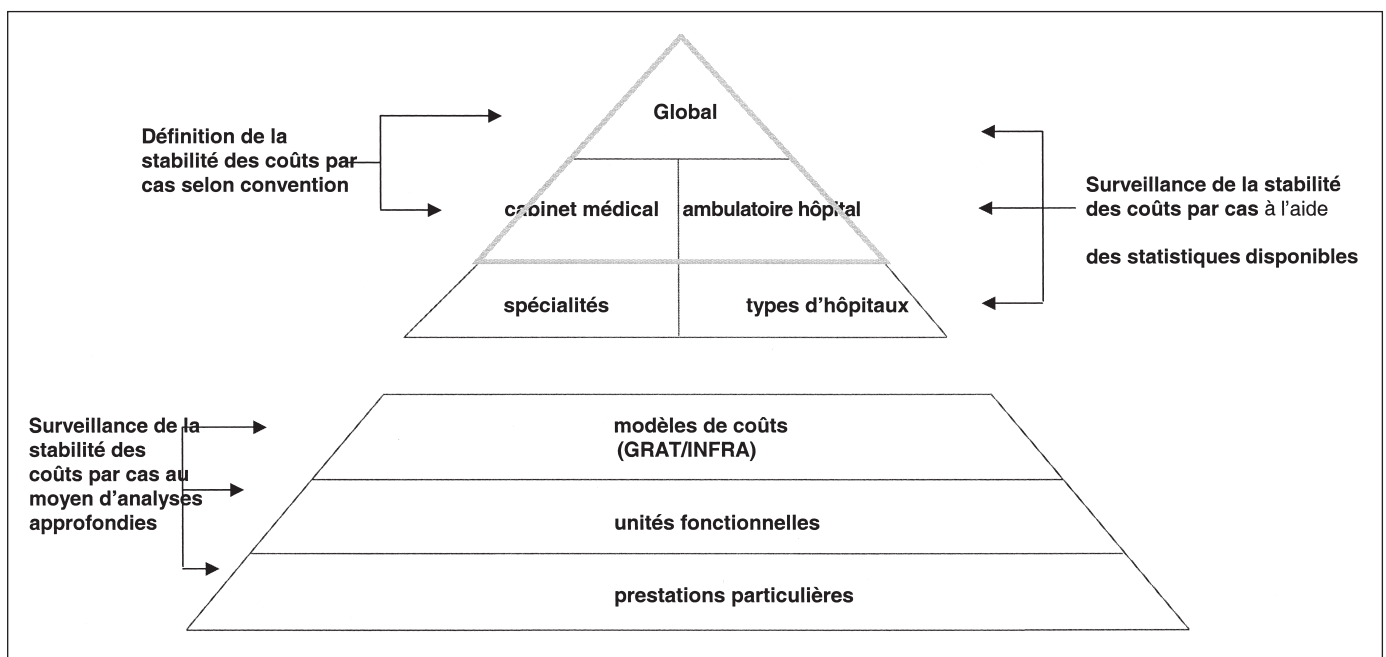 Global
Définition de la
stabilité des coûts par
cas selon convention
cabinet médical
ambulatoire hôpital
Surveillance de la stabilité
des coûts par cas à l'aide
des statistiques disponibles
spécialités
types d'hôpitaux
Surveillance de la
stabilité des
coûts par cas au
moyen d'analyses
approfondies
modèles de coûts
(GRAT/INFRA)
unités fonctionnelles
prestations particulières